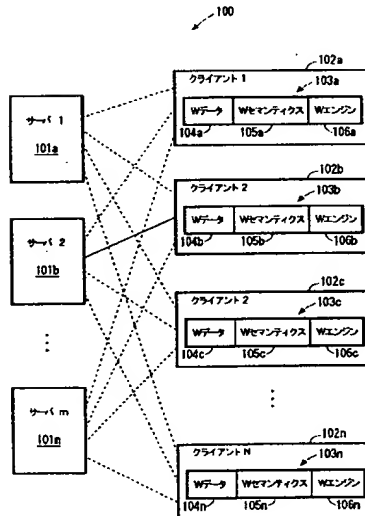 100
サーバ 1
101a
サーバ 2
101b
サーバ m
101m
102a
クライアント 1
103a
Wデータ Wセマンティクス Wエンジン
104a 105a 106a
102b
クライアント 2
103b
Wデータ Wセマンティクス Wエンジン
104b 105b 106b
102c
クライアント 2
103c
Wデータ Wセマンティクス Wエンジン
104c 105c 106c
102n
クライアント N
103n
Wデータ Wセマンティクス Wエンジン
104n 105n 106n